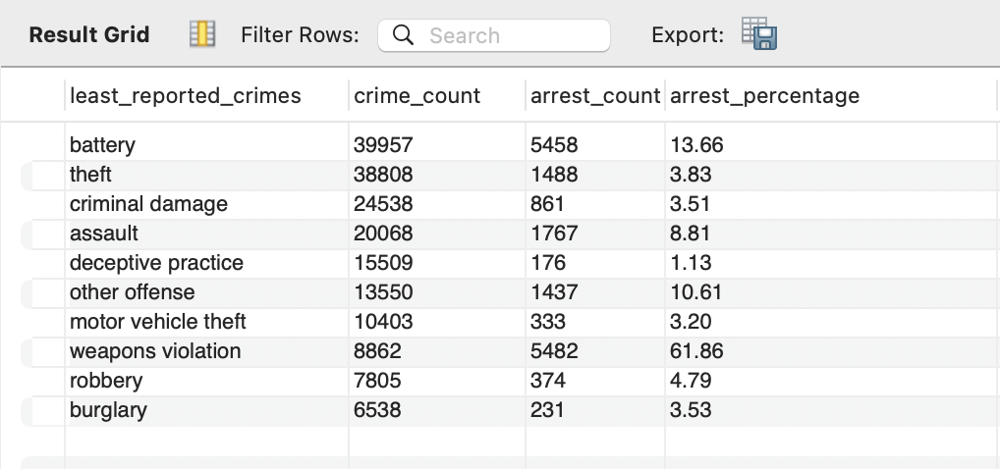 Result Grid Filter Rows: Search Export:
least_reported_crimes crime_count arrest_count arrest_percentage
battery 39957 5458 13.66
theft 38808 1488 3.83
criminal damage 24538 861 3.51
assault 20068 1767 8.81
deceptive practice 15509 176 1.13
other offense 13550 1437 10.61
motor vehicle theft 10403 333 3.20
weapons violation 8862 5482 61.86
robbery 7805 374 4.79
burglary 6538 231 3.53